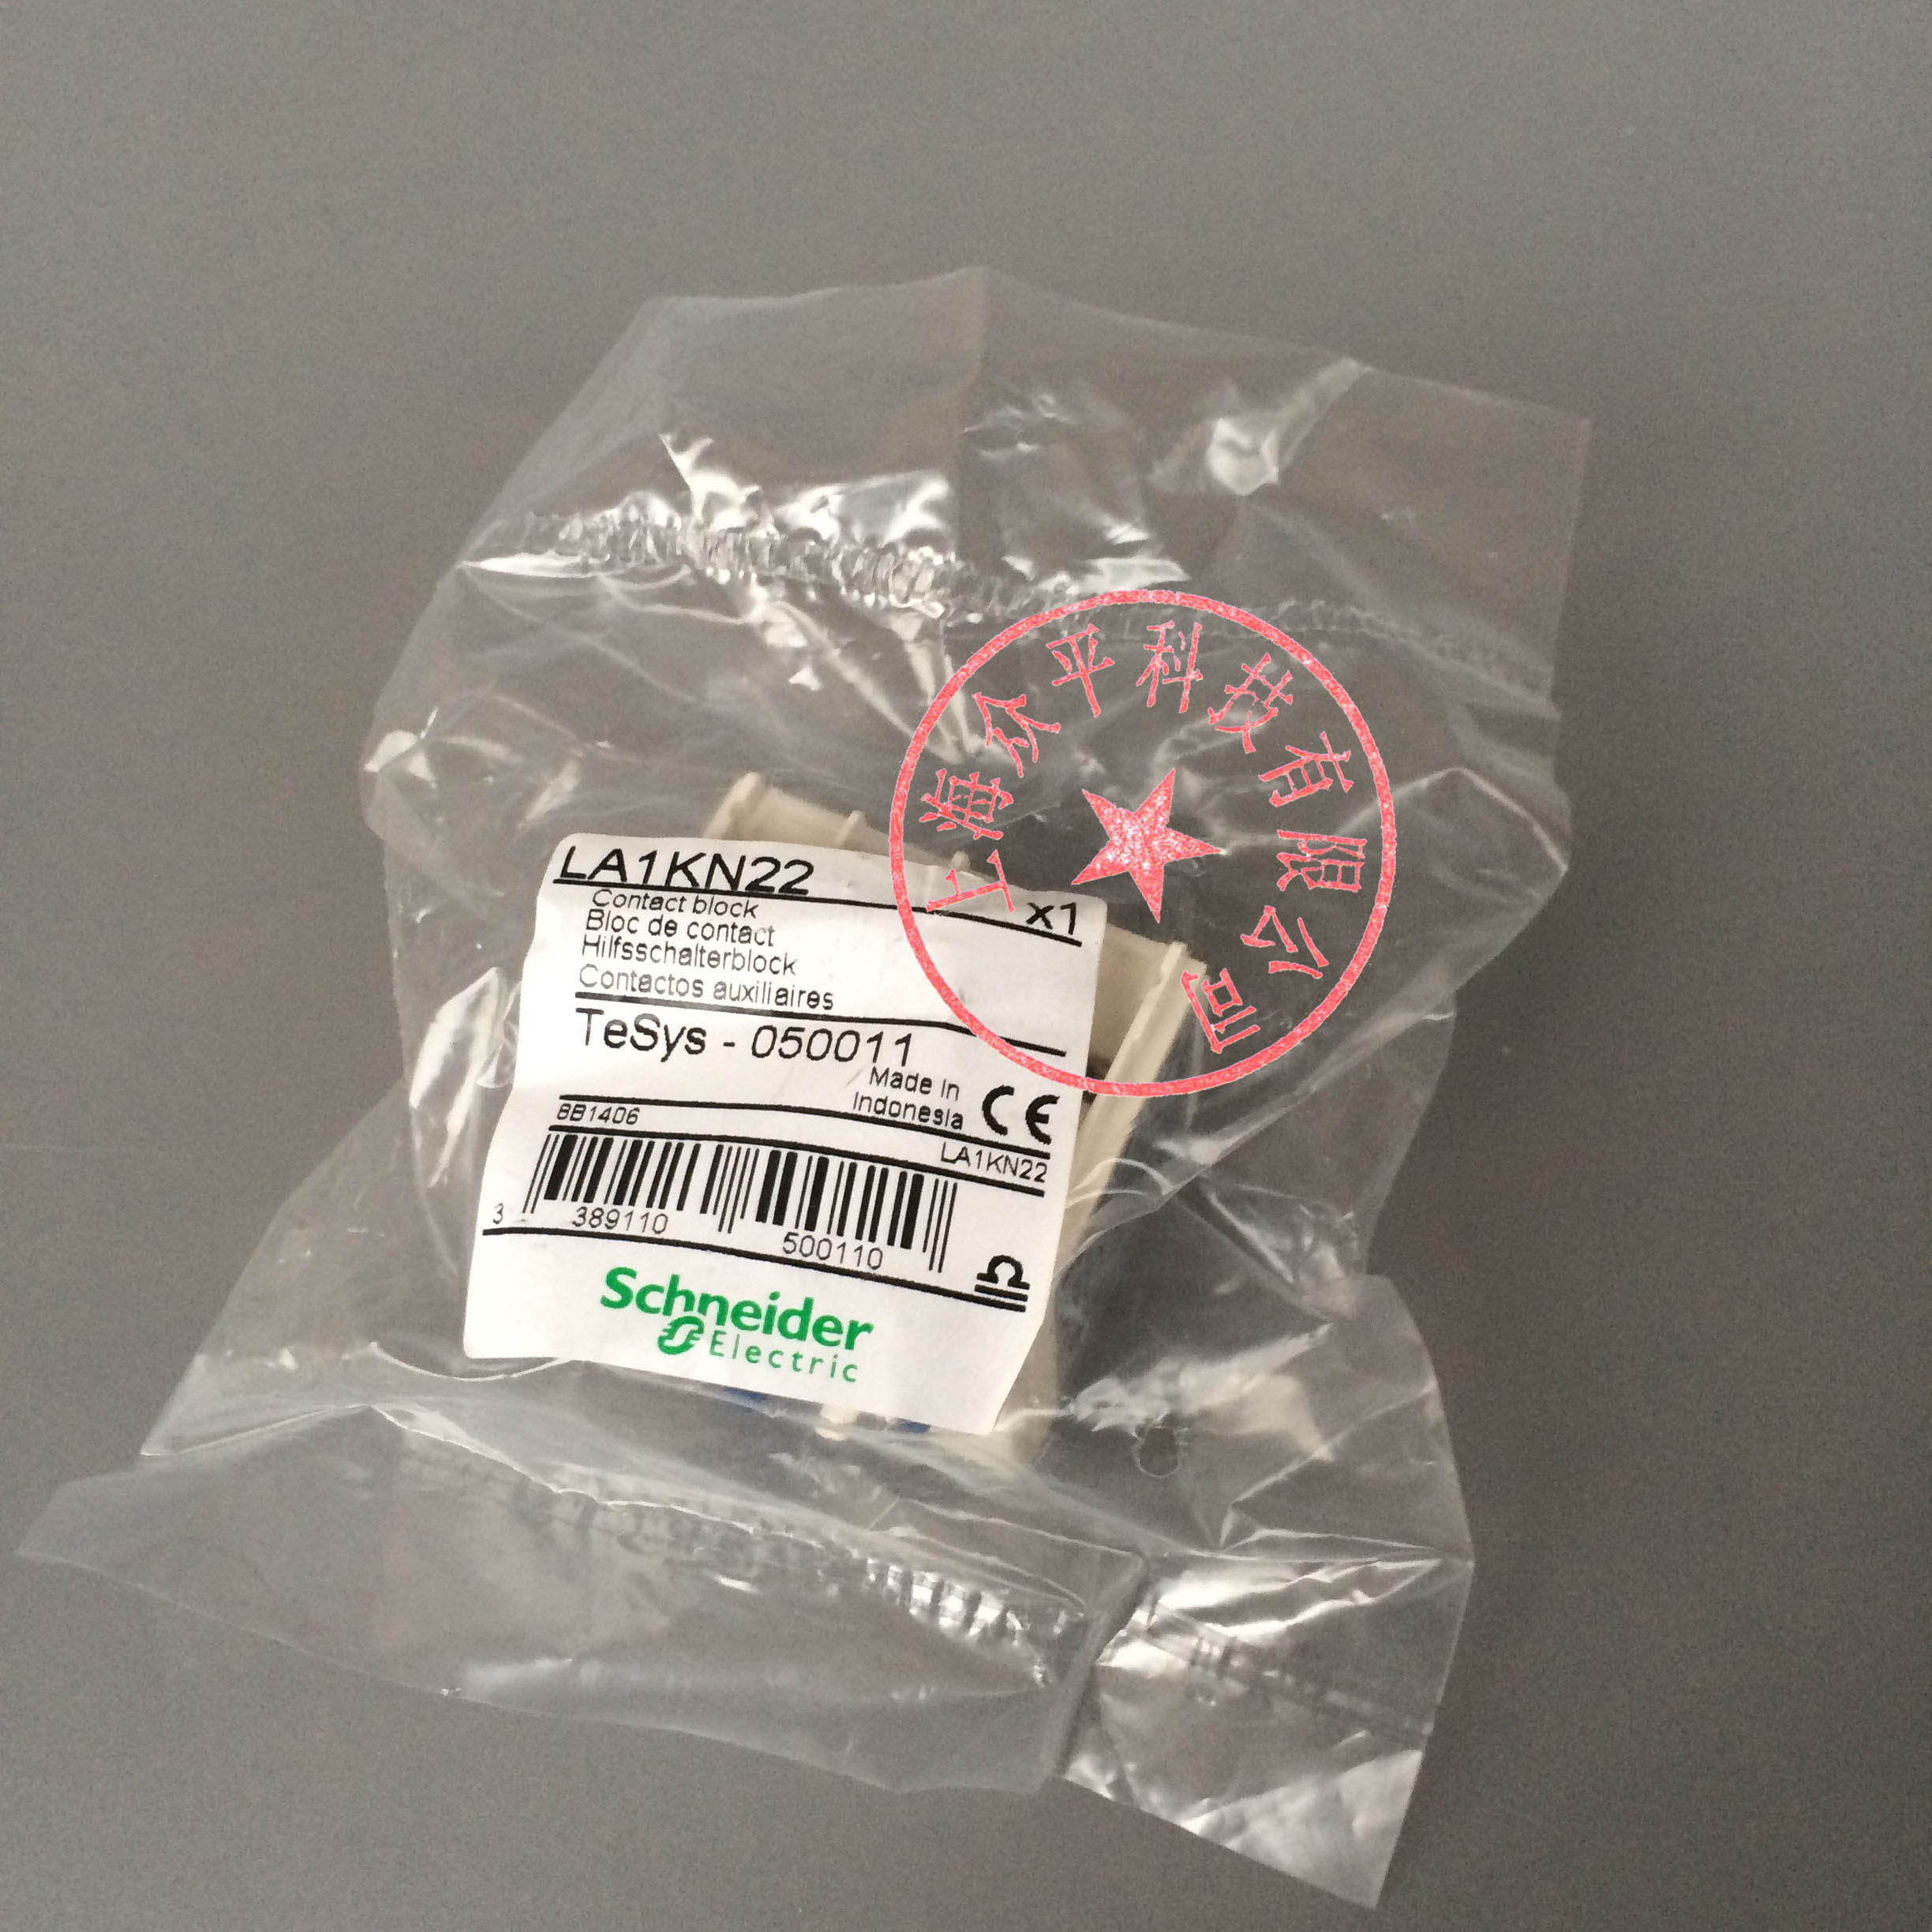 上海众平科技有限公司
LA1KN22
x1
Contact block
Bloc de contact
Hilfsschalterblock
Contactos auxiliaires
TeSys - 050011
Made in
Indonesia
CE
8B1406
LA1KN22
3 389110 500110
Schneider
Electric